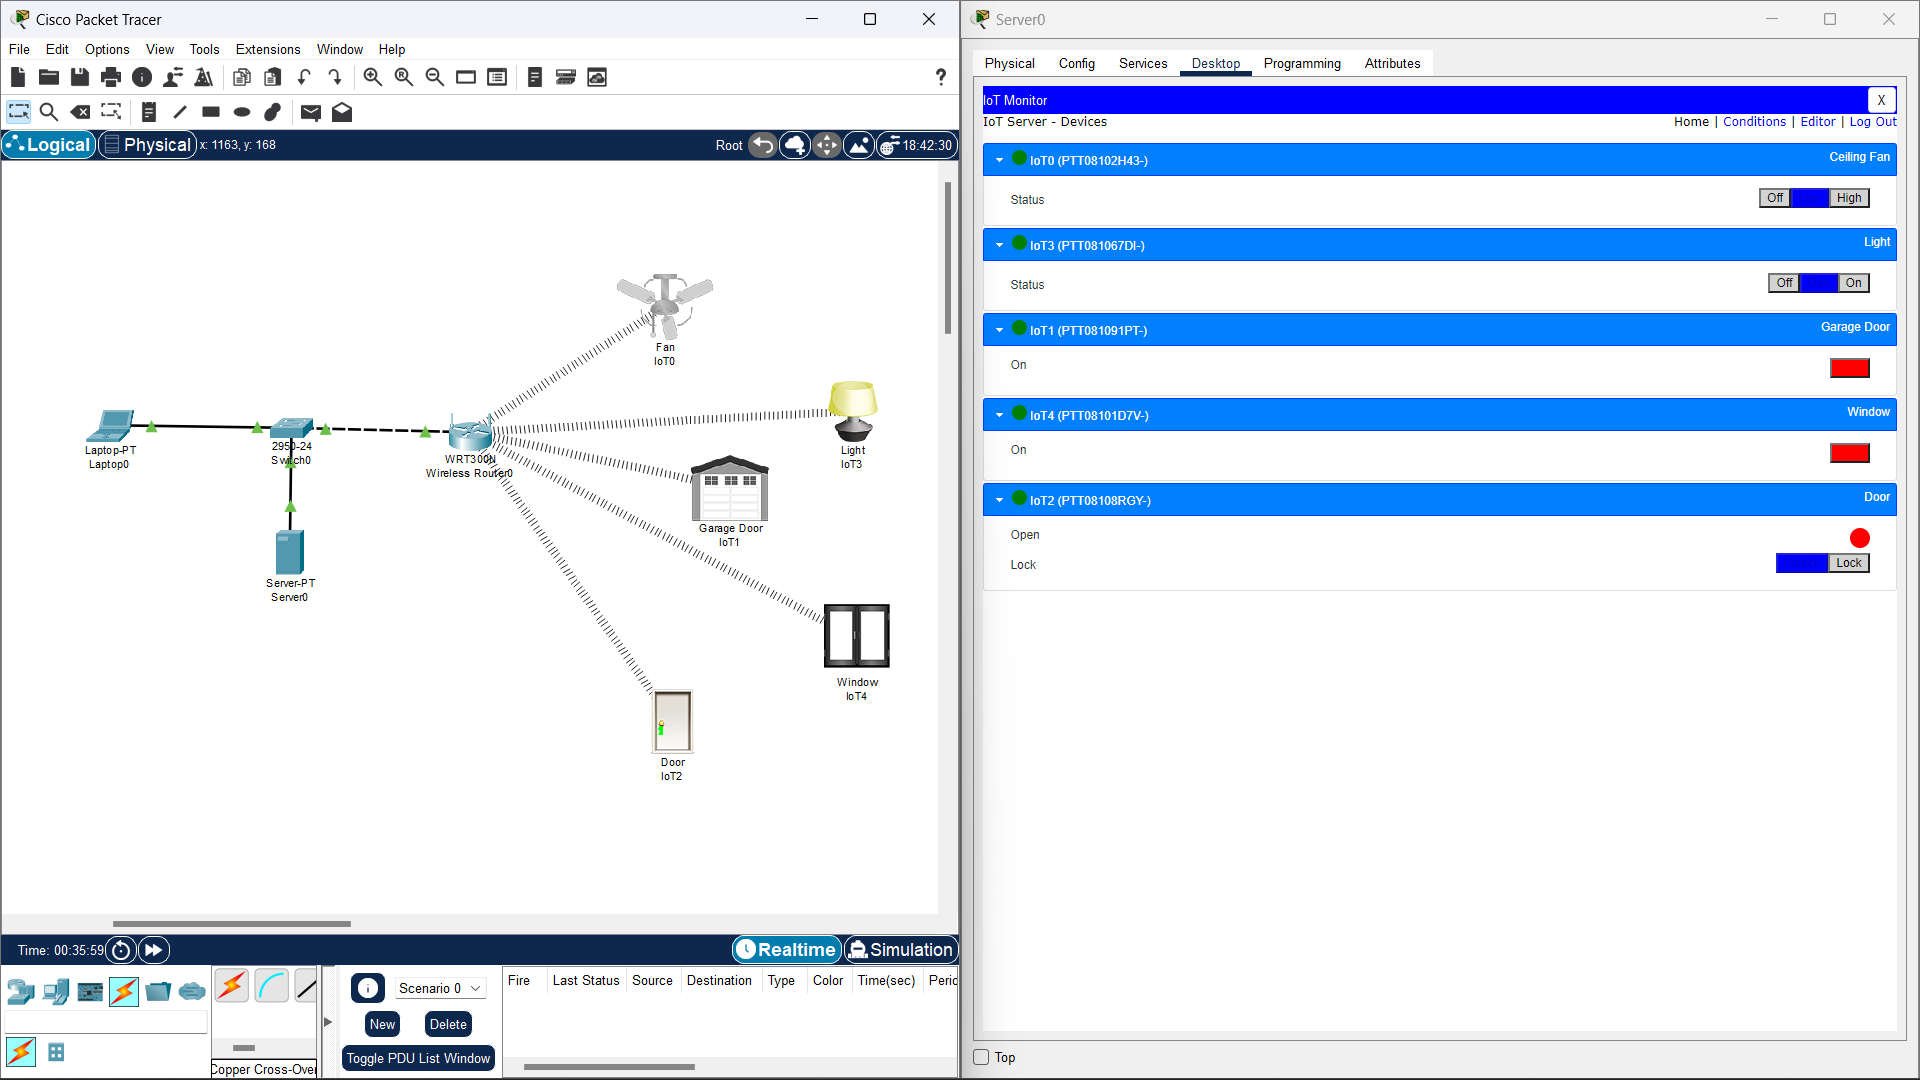 Cisco Packet Tracer
File Edit Options View Tools Extensions Window Help
?
Logical Physical x: 1163, y: 168 Root 18:42:30
Fan
IoT0
Light
IoT3
Laptop-PT
Laptop0
2950-24
Switch0
WRT300N
Wireless Router0
Garage Door
IoT1
Server-PT
Server0
Window
IoT4
Door
IoT2
Time: 00:35:59 Realtime Simulation
Scenario 0
New Delete
Toggle PDU List Window
Fire Last Status Source Destination Type Color Time(sec) Peric
Copper Cross-Over
Server0
Physical Config Services Desktop Programming Attributes
IoT Monitor X
IoT Server - Devices Home | Conditions | Editor | Log Out
IoT0 (PTT08102H43-) Ceiling Fan
Status Off High
IoT3 (PTT081067DI-) Light
Status Off On
IoT1 (PTT081091PT-) Garage Door
On
IoT4 (PTT08101D7V-) Window
On
IoT2 (PTT08108RGY-) Door
Open
Lock Lock
Top